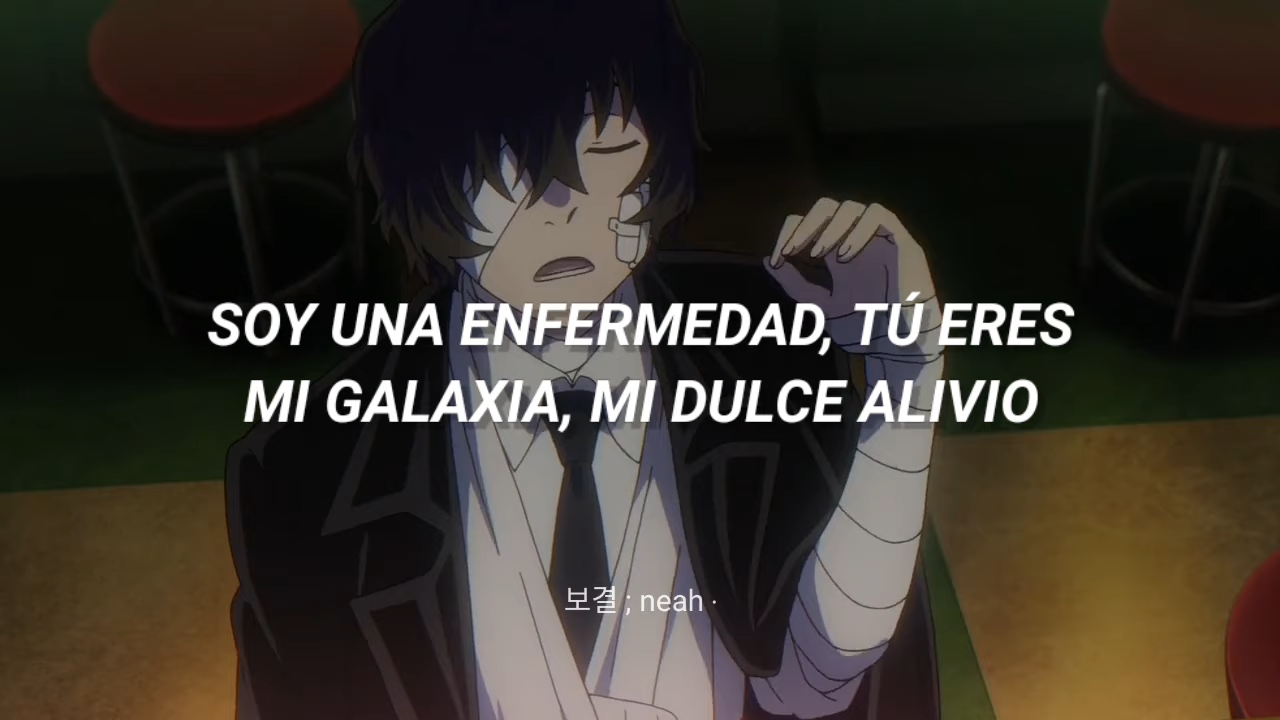 SOY UNA ENFERMEDAD, TÚ ERES
MI GALAXIA, MI DULCE ALIVIO
보결 ; neah ·